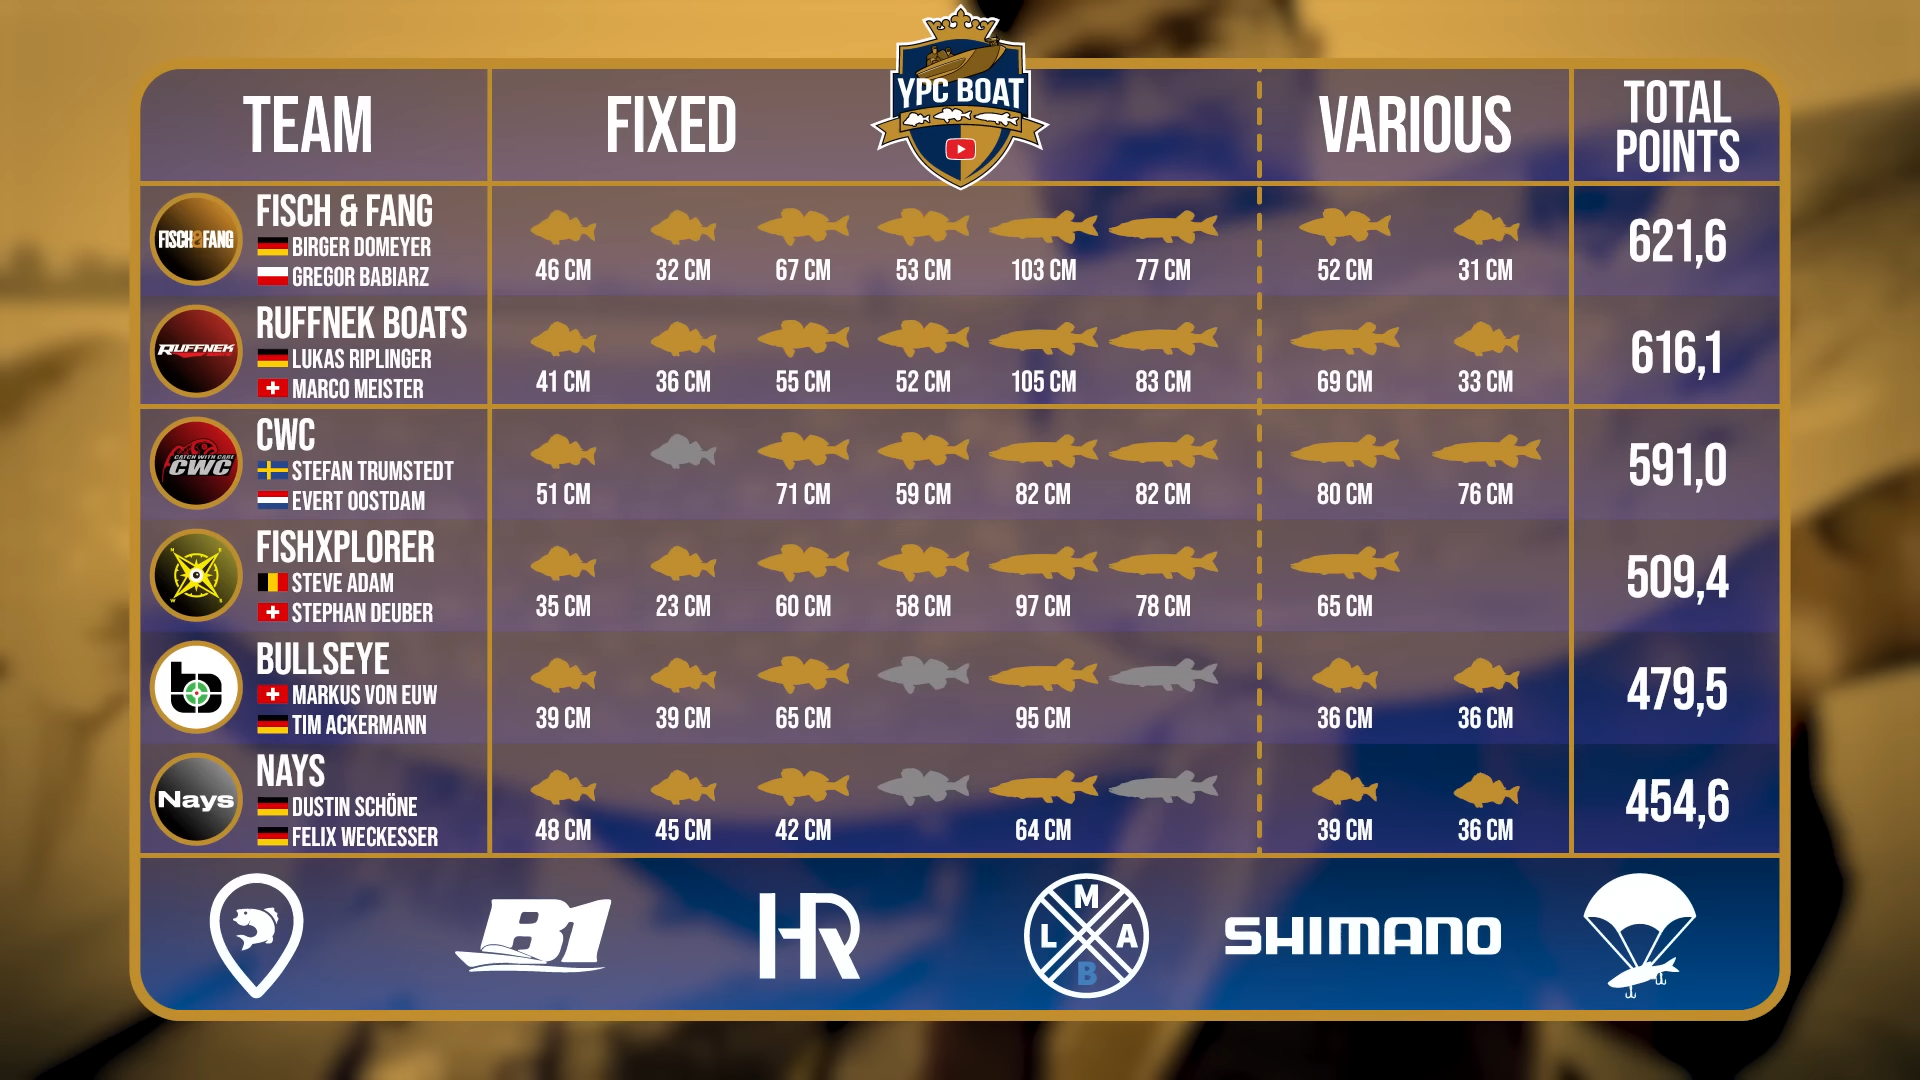 YPC BOAT
TEAM FIXED VARIOUS TOTAL POINTS
FISCH & FANG
FISCH&FANG
BIRGER DOMEYER
GREGOR BABIARZ
46 CM 32 CM 67 CM 53 CM 103 CM 77 CM 52 CM 31 CM 621,6
RUFFNEK BOATS
RUFFNEK
LUKAS RIPLINGER
MARCO MEISTER
41 CM 36 CM 55 CM 52 CM 105 CM 83 CM 69 CM 33 CM 616,1
CWC
CATCH WITH CARE
CWC
STEFAN TRUMSTEDT
EVERT OOSTDAM
51 CM 71 CM 59 CM 82 CM 82 CM 80 CM 76 CM 591,0
FISHXPLORER
STEVE ADAM
STEPHAN DEUBER
35 CM 23 CM 60 CM 58 CM 97 CM 78 CM 65 CM 509,4
BULLSEYE
b
MARKUS VON EUW
TIM ACKERMANN
39 CM 39 CM 65 CM 95 CM 36 CM 36 CM 479,5
NAYS
Nays
DUSTIN SCHÖNE
FELIX WECKESSER
48 CM 45 CM 42 CM 64 CM 39 CM 36 CM 454,6
B1 HR M L A B SHIMANO